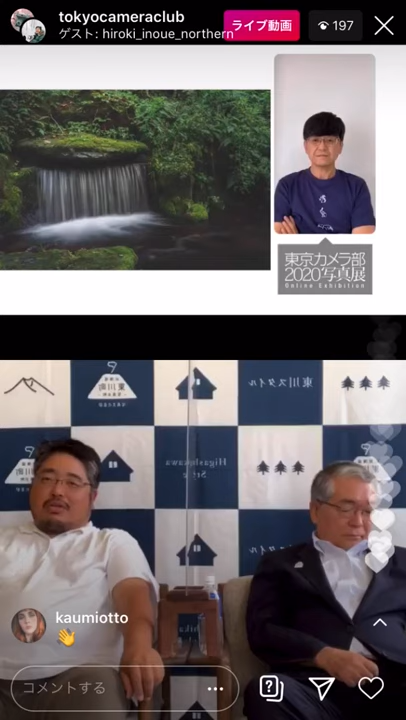 tokyocameraclub
ゲスト: hiroki_inoue_northern
ライブ動画
197
東京カメラ部
2020写真展
Online Exhibition
東川スタイル
Higashikawa
Style
kaumiotto
👋
コメントする